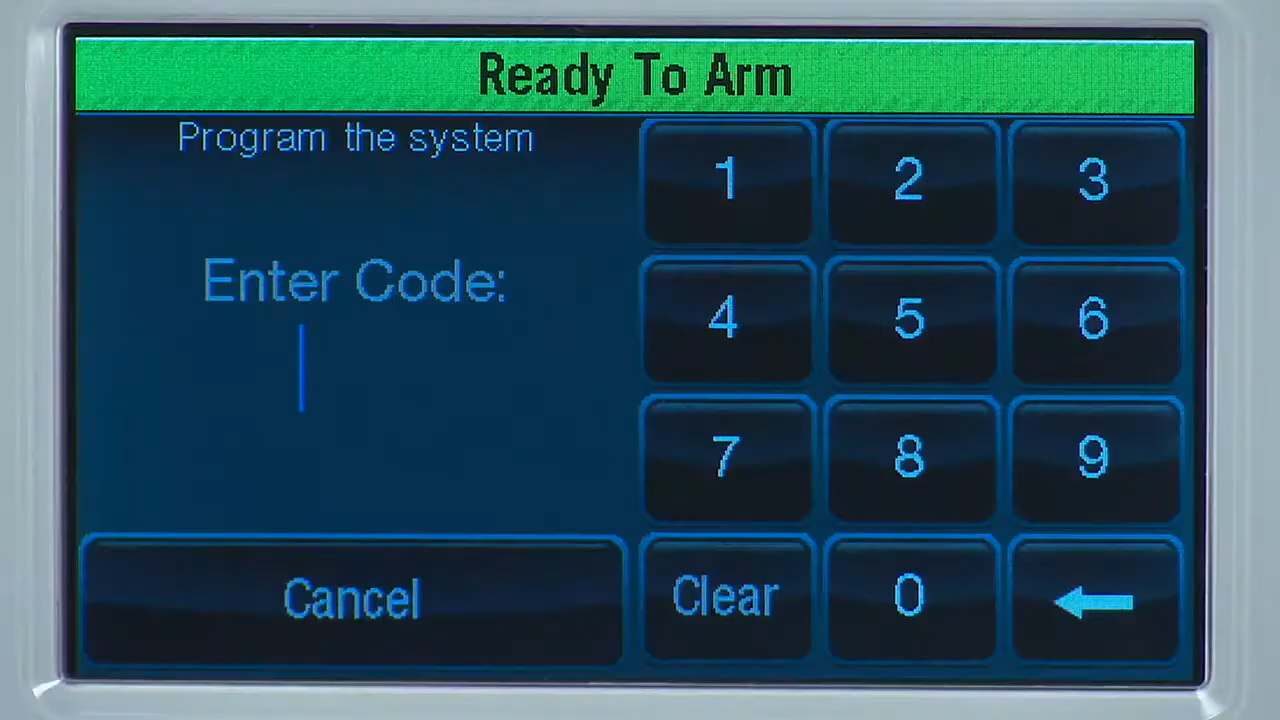 Ready To Arm
Program the system
Enter Code:
1 2 3
4 5 6
7 8 9
Cancel
Clear 0